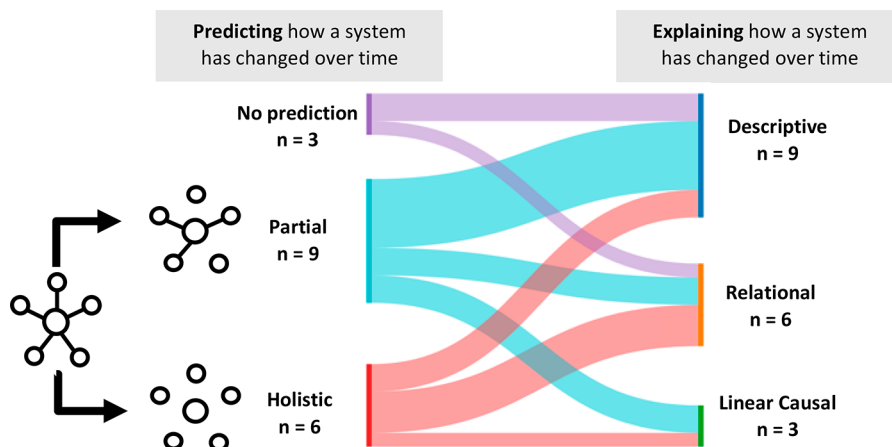 Predicting how a system
has changed over time
Explaining how a system
has changed over time
No prediction
n = 3
Partial
n = 9
Holistic
n = 6
Descriptive
n = 9
Relational
n = 6
Linear Causal
n = 3